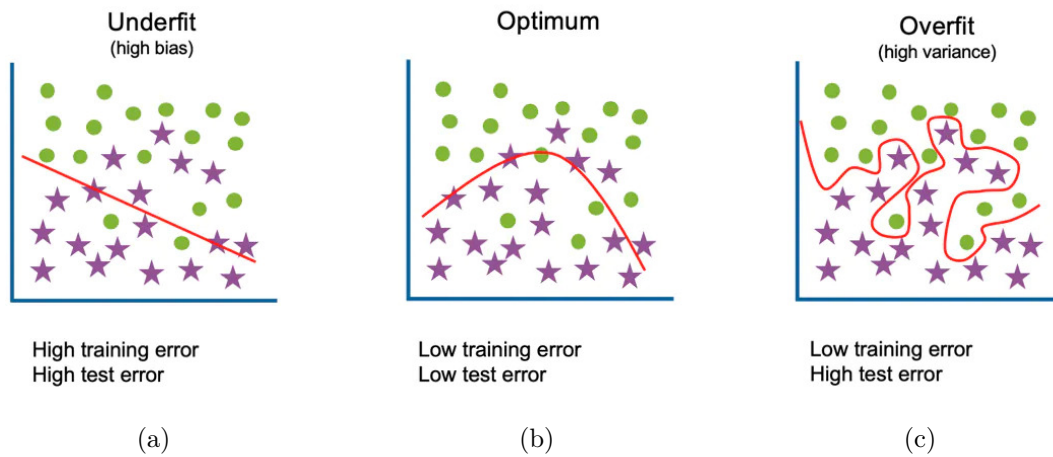 Underfit
(high bias)
High training error
High test error
(a)
Optimum
Low training error
Low test error
(b)
Overfit
(high variance)
Low training error
High test error
(c)